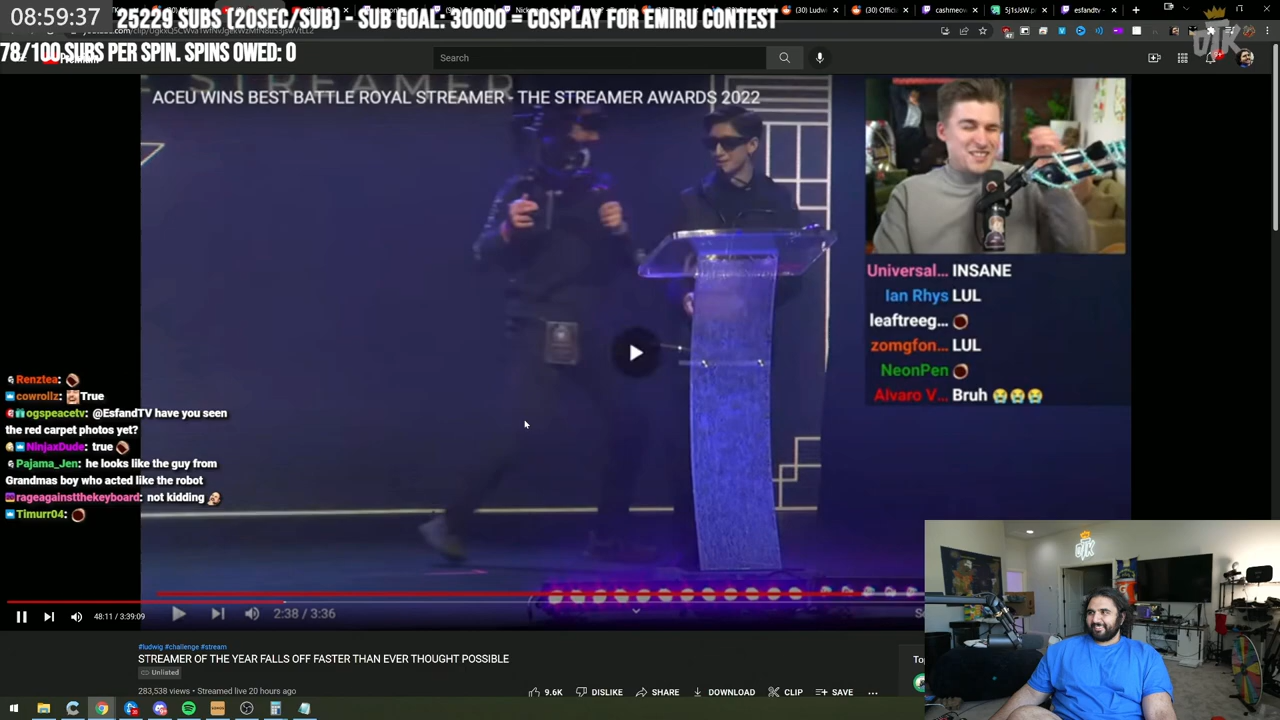 08:59:37
25229 SUBS (20SEC/SUB) - SUB GOAL: 30000 = COSPLAY FOR EMIRU CONTEST
78/100 SUBS PER SPIN. SPINS OWED: 0
Search
STREAMER
ACEU WINS BEST BATTLE ROYAL STREAMER - THE STREAMER AWARDS 2022
Universal... INSANE
Ian Rhys LUL
leaftreeg...
zomgfon... LUL
NeonPen
Alvaro V... Bruh 😭😭😭
Renztea:
cowrollz: True
ogspeacetv: @EsfandTV have you seen
the red carpet photos yet?
NinjaxDude: true
Pajama_Jen: he looks like the guy from
Grandmas boy who acted like the robot
rageagainstthekeyboard: not kidding
Timurr04:
2:38 / 3:36
48:11 / 3:39:09
#ludwig #challenge #stream
STREAMER OF THE YEAR FALLS OFF FASTER THAN EVER THOUGHT POSSIBLE
Unlisted
283,538 views • Streamed live 20 hours ago
9.6K DISLIKE SHARE DOWNLOAD CLIP SAVE ...
Top